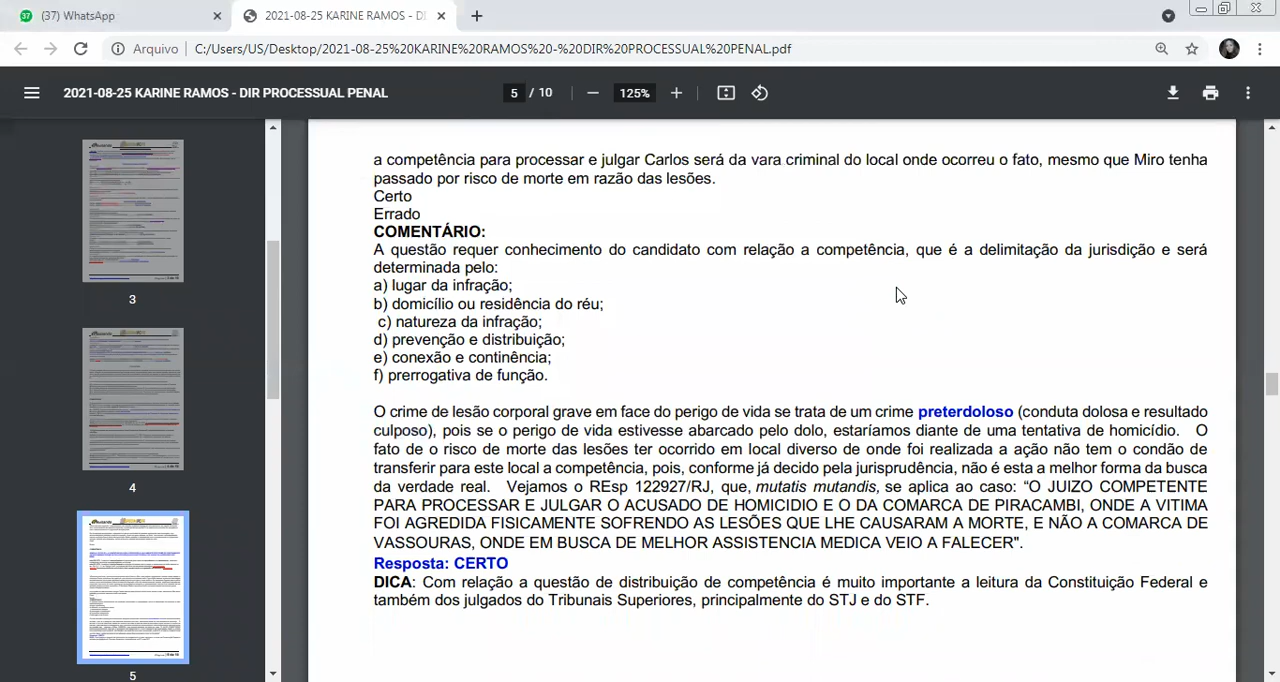 (37) WhatsApp
2021-08-25 KARINE RAMOS - DI
Arquivo
C:/Users/US/Desktop/2021-08-25%20KARINE%20RAMOS%20-%20DIR%20PROCESSUAL%20PENAL.pdf
2021-08-25 KARINE RAMOS - DIR PROCESSUAL PENAL
5 / 10
125%
3
4
5
a competência para processar e julgar Carlos será da vara criminal do local onde ocorreu o fato, mesmo que Miro tenha
passado por risco de morte em razão das lesões.
Certo
Errado
COMENTÁRIO:
A questão requer conhecimento do candidato com relação a competência, que é a delimitação da jurisdição e será
determinada pelo:
a) lugar da infração;
b) domicílio ou residência do réu;
c) natureza da infração;
d) prevenção e distribuição;
e) conexão e continência;
f) prerrogativa de função.
O crime de lesão corporal grave em face do perigo de vida se trata de um crime preterdoloso (conduta dolosa e resultado
culposo), pois se o perigo de vida estivesse abarcado pelo dolo, estaríamos diante de uma tentativa de homicídio. O
fato de o risco de morte das lesões ter ocorrido em local diverso de onde foi realizada a ação não tem o condão de
transferir para este local a competência, pois, conforme já decido pela jurisprudência, não é esta a melhor forma da busca
da verdade real. Vejamos o REsp 122927/RJ, que, mutatis mutandis, se aplica ao caso: “O JUIZO COMPETENTE
PARA PROCESSAR E JULGAR O ACUSADO DE HOMICIDIO E O DA COMARCA DE PIRACAMBI, ONDE A VITIMA
FOI AGREDIDA FISICAMENTE, SOFRENDO AS LESÕES QUE LHE CAUSARAM A MORTE, E NÃO A COMARCA DE
VASSOURAS, ONDE EM BUSCA DE MELHOR ASSISTENCIA MEDICA VEIO A FALECER".
Resposta: CERTO
DICA: Com relação a questão de distribuição de competência é muito importante a leitura da Constituição Federal e
também dos julgados de Tribunais Superiores, principalmente do STJ e do STF.